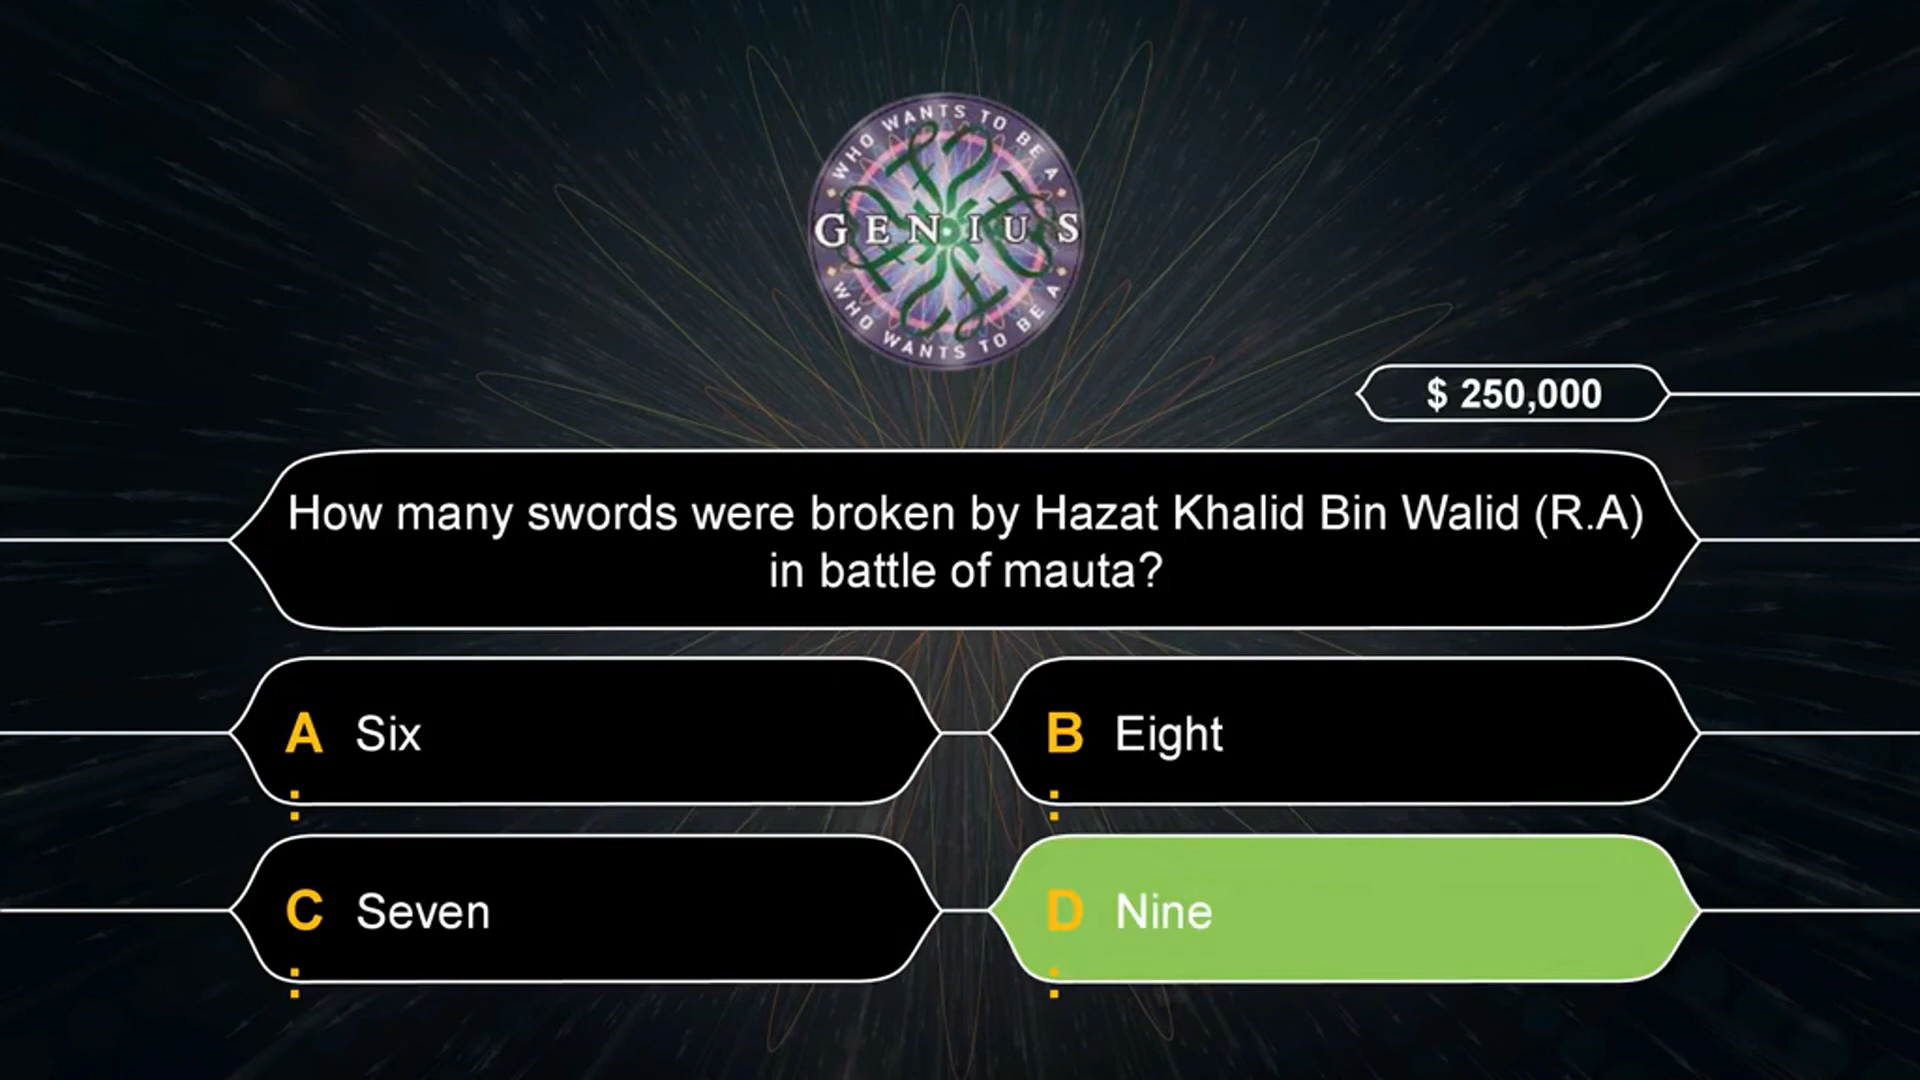 WHO WANTS TO BE A
GENIUS
WHO WANTS TO BE A
$ 250,000
How many swords were broken by Hazat Khalid Bin Walid (R.A)
in battle of mauta?
A: Six
B: Eight
C: Seven
D: Nine